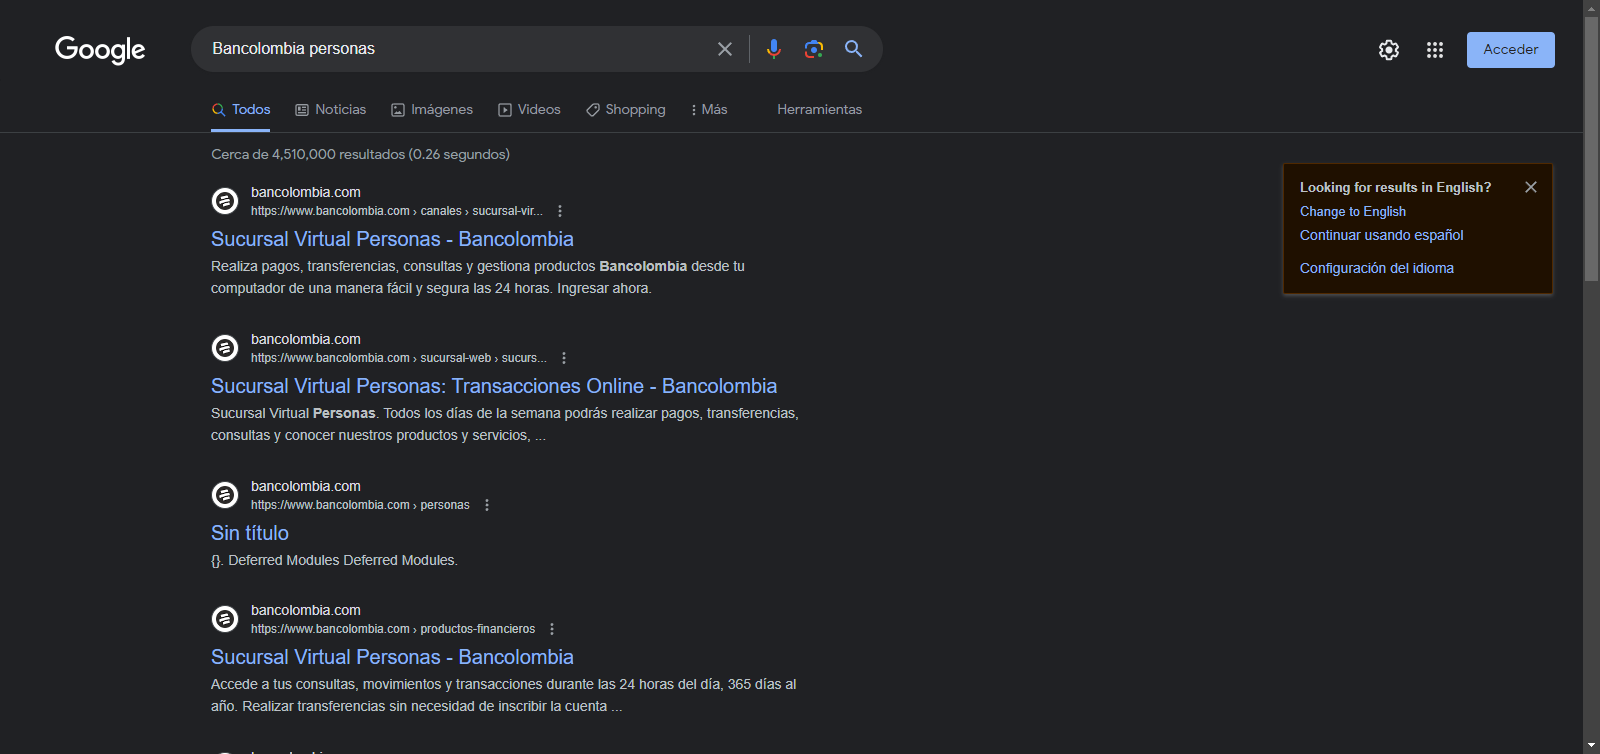 Google
Bancolombia personas
Acceder
Todos
Noticias
Imágenes
Videos
Shopping
Más
Herramientas
Cerca de 4,510,000 resultados (0.26 segundos)
bancolombia.com
https://www.bancolombia.com › canales › sucursal-vir...
Sucursal Virtual Personas - Bancolombia
Realiza pagos, transferencias, consultas y gestiona productos Bancolombia desde tu
computador de una manera fácil y segura las 24 horas. Ingresar ahora.
bancolombia.com
https://www.bancolombia.com › sucursal-web › sucurs...
Sucursal Virtual Personas: Transacciones Online - Bancolombia
Sucursal Virtual Personas. Todos los días de la semana podrás realizar pagos, transferencias,
consultas y conocer nuestros productos y servicios, ...
bancolombia.com
https://www.bancolombia.com › personas
Sin título
{}. Deferred Modules Deferred Modules.
bancolombia.com
https://www.bancolombia.com › productos-financieros
Sucursal Virtual Personas - Bancolombia
Accede a tus consultas, movimientos y transacciones durante las 24 horas del día, 365 días al
año. Realizar transferencias sin necesidad de inscribir la cuenta ...
Looking for results in English?
Change to English
Continuar usando español
Configuración del idioma